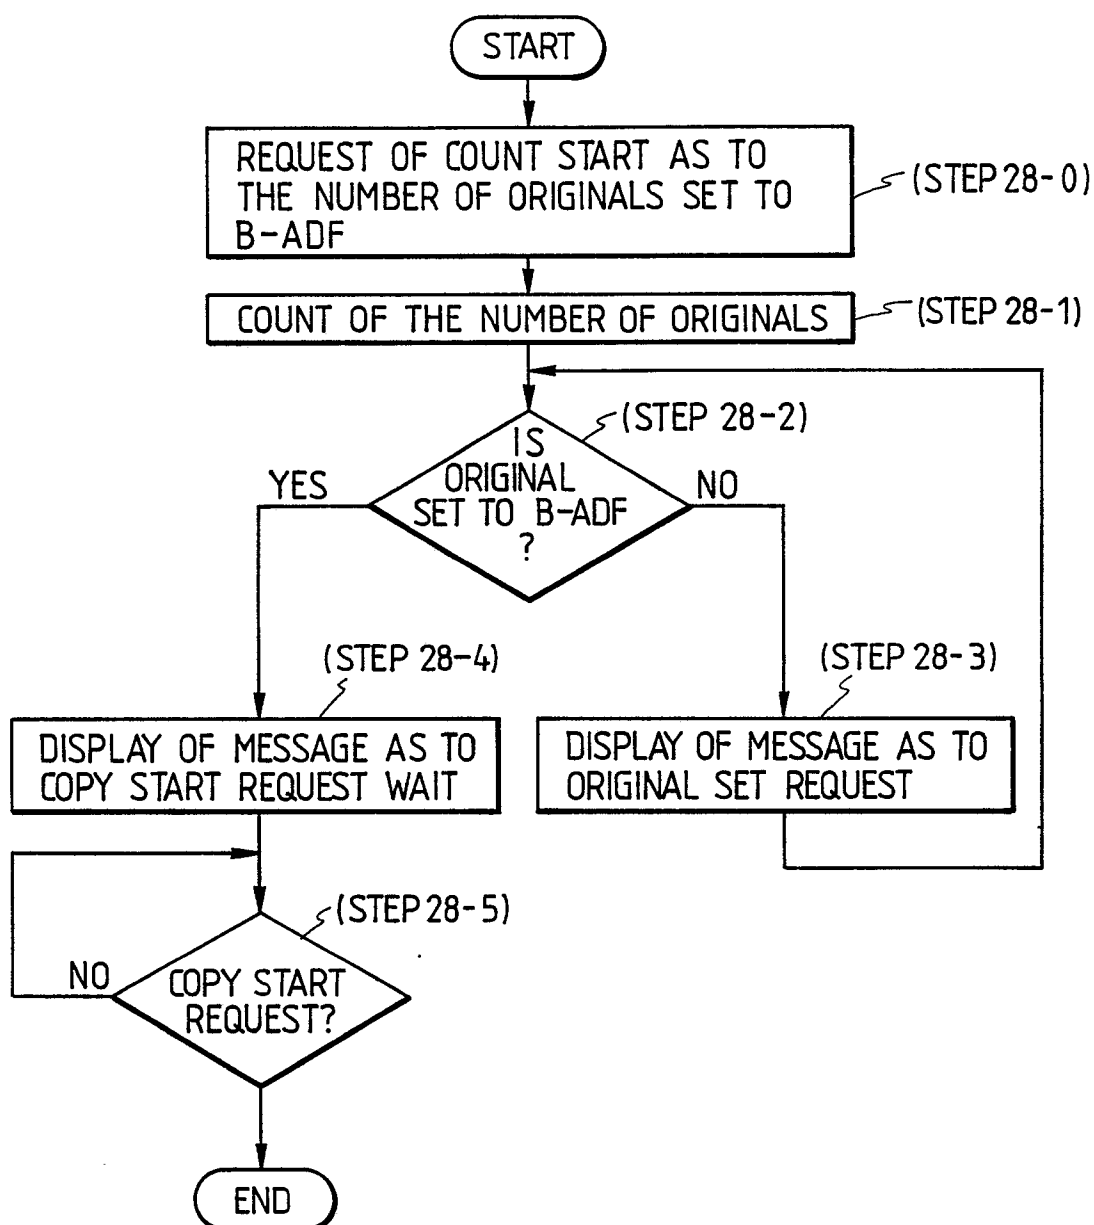 START
REQUEST OF COUNT START AS TO
THE NUMBER OF ORIGINALS SET TO
B-ADF
(STEP 28-0)
COUNT OF THE NUMBER OF ORIGINALS
(STEP 28-1)
(STEP 28-2)
IS
ORIGINAL
SET TO B-ADF
?
YES
NO
(STEP 28-4)
(STEP 28-3)
DISPLAY OF MESSAGE AS TO
COPY START REQUEST WAIT
DISPLAY OF MESSAGE AS TO
ORIGINAL SET REQUEST
(STEP 28-5)
NO
COPY START
REQUEST?
END